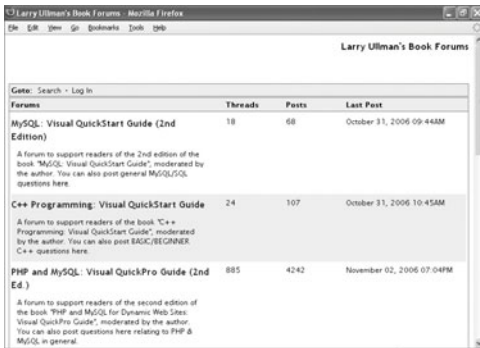 Larry Ullman's Book Forums - Mozilla Firefox
File Edit View Go Bookmarks Tools Help
Larry Ullman's Book Forums
Goto: Search • Log In
Forums Threads Posts Last Post
MySQL: Visual QuickStart Guide (2nd 18 68 October 31, 2006 09:44AM
Edition)
A forum to support readers of the 2nd edition of the
book "MySQL: Visual QuickStart Guide", moderated by
the author. You can also post general MySQL/SQL
questions here.
C++ Programming: Visual QuickStart Guide 24 107 October 31, 2006 10:45AM
A forum to support readers of the book "C++
Programming: Visual QuickStart Guide", moderated
by the author. You can also post BASIC/BEGINNER
C++ questions here.
PHP and MySQL: Visual QuickPro Guide (2nd 885 4242 November 02, 2006 07:04PM
Ed.)
A forum to support readers of the second edition of
the book "PHP and MySQL for Dynamic Web Sites:
Visual QuickPro Guide", moderated by the author.
You can also post questions here relating to PHP &
MySQL in general.